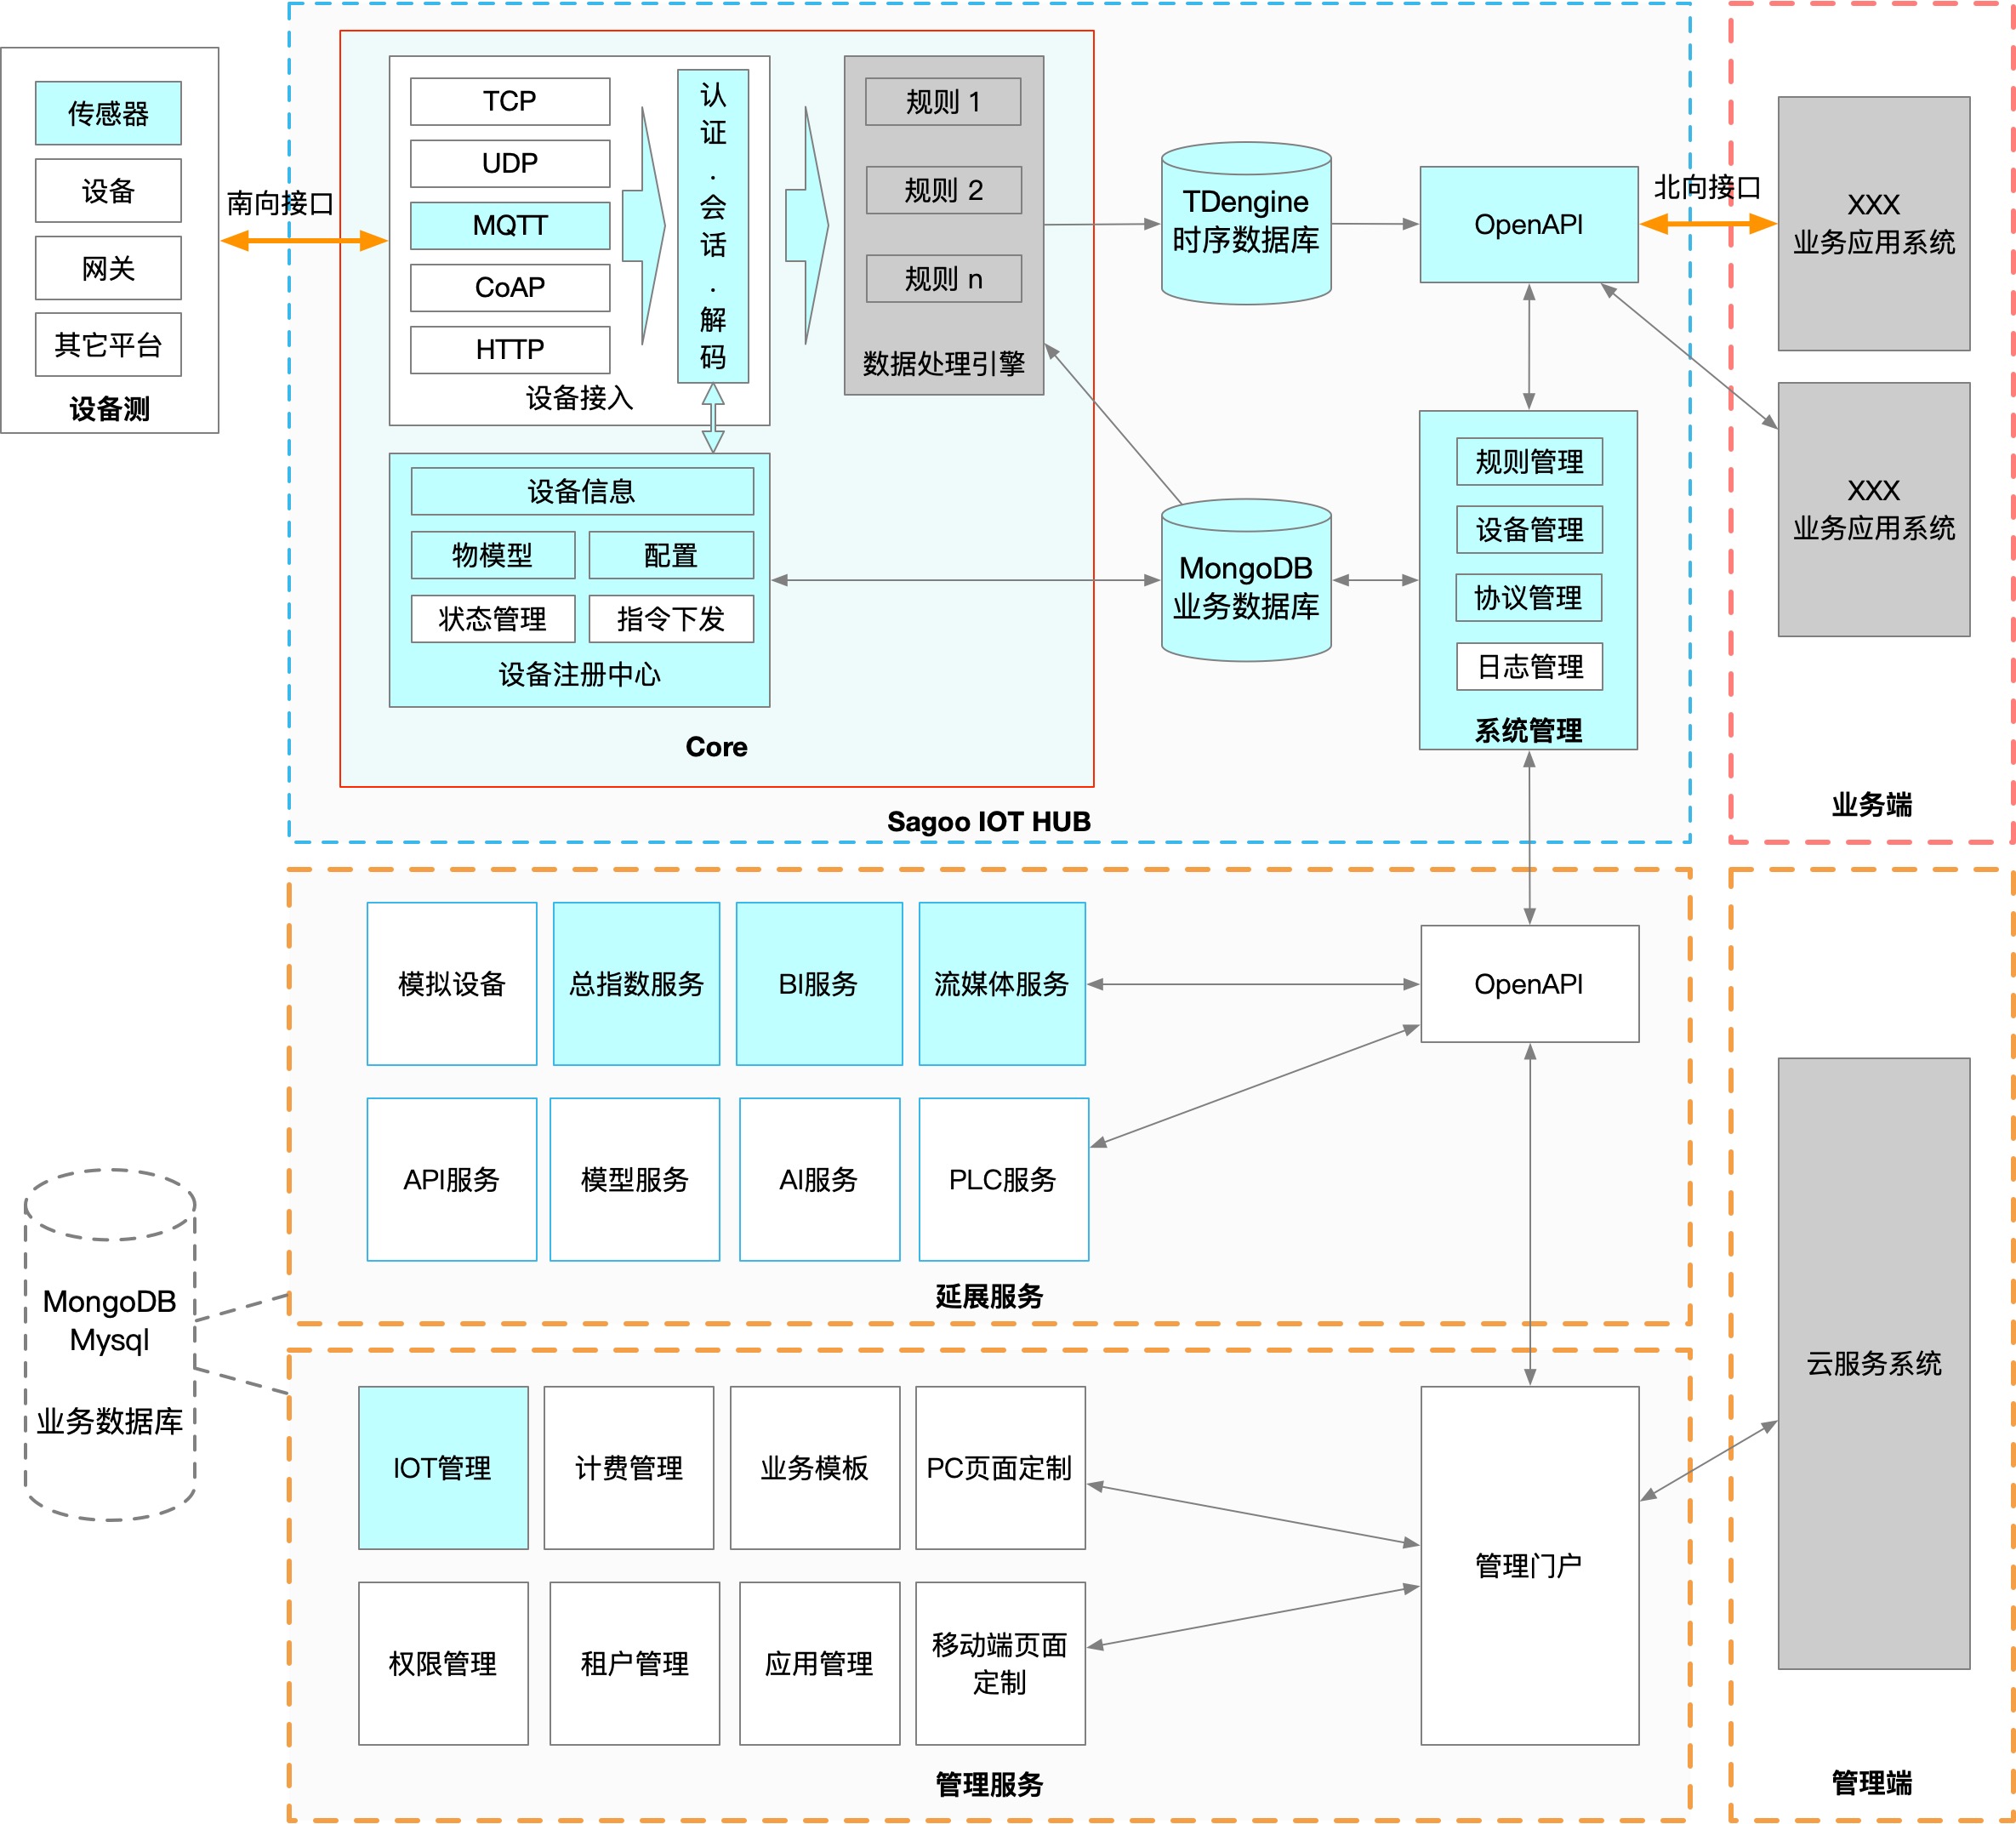 传感器
设备
网关
其它平台
设备测
南向接口
TCP
UDP
MQTT
CoAP
HTTP
设备接入
认
证
.
会
话
.
解
码
规则 1
规则 2
规则 n
数据处理引擎
设备信息
物模型
配置
状态管理
指令下发
设备注册中心
Core
TDengine
时序数据库
MongoDB
业务数据库
OpenAPI
规则管理
设备管理
协议管理
日志管理
系统管理
Sagoo IOT HUB
北向接口
XXX
业务应用系统
XXX
业务应用系统
业务端
模拟设备
总指数服务
BI服务
流媒体服务
OpenAPI
API服务
模型服务
AI服务
PLC服务
延展服务
MongoDB
Mysql
业务数据库
IOT管理
计费管理
业务模板
PC页面定制
权限管理
租户管理
应用管理
移动端页面
定制
管理门户
管理服务
云服务系统
管理端